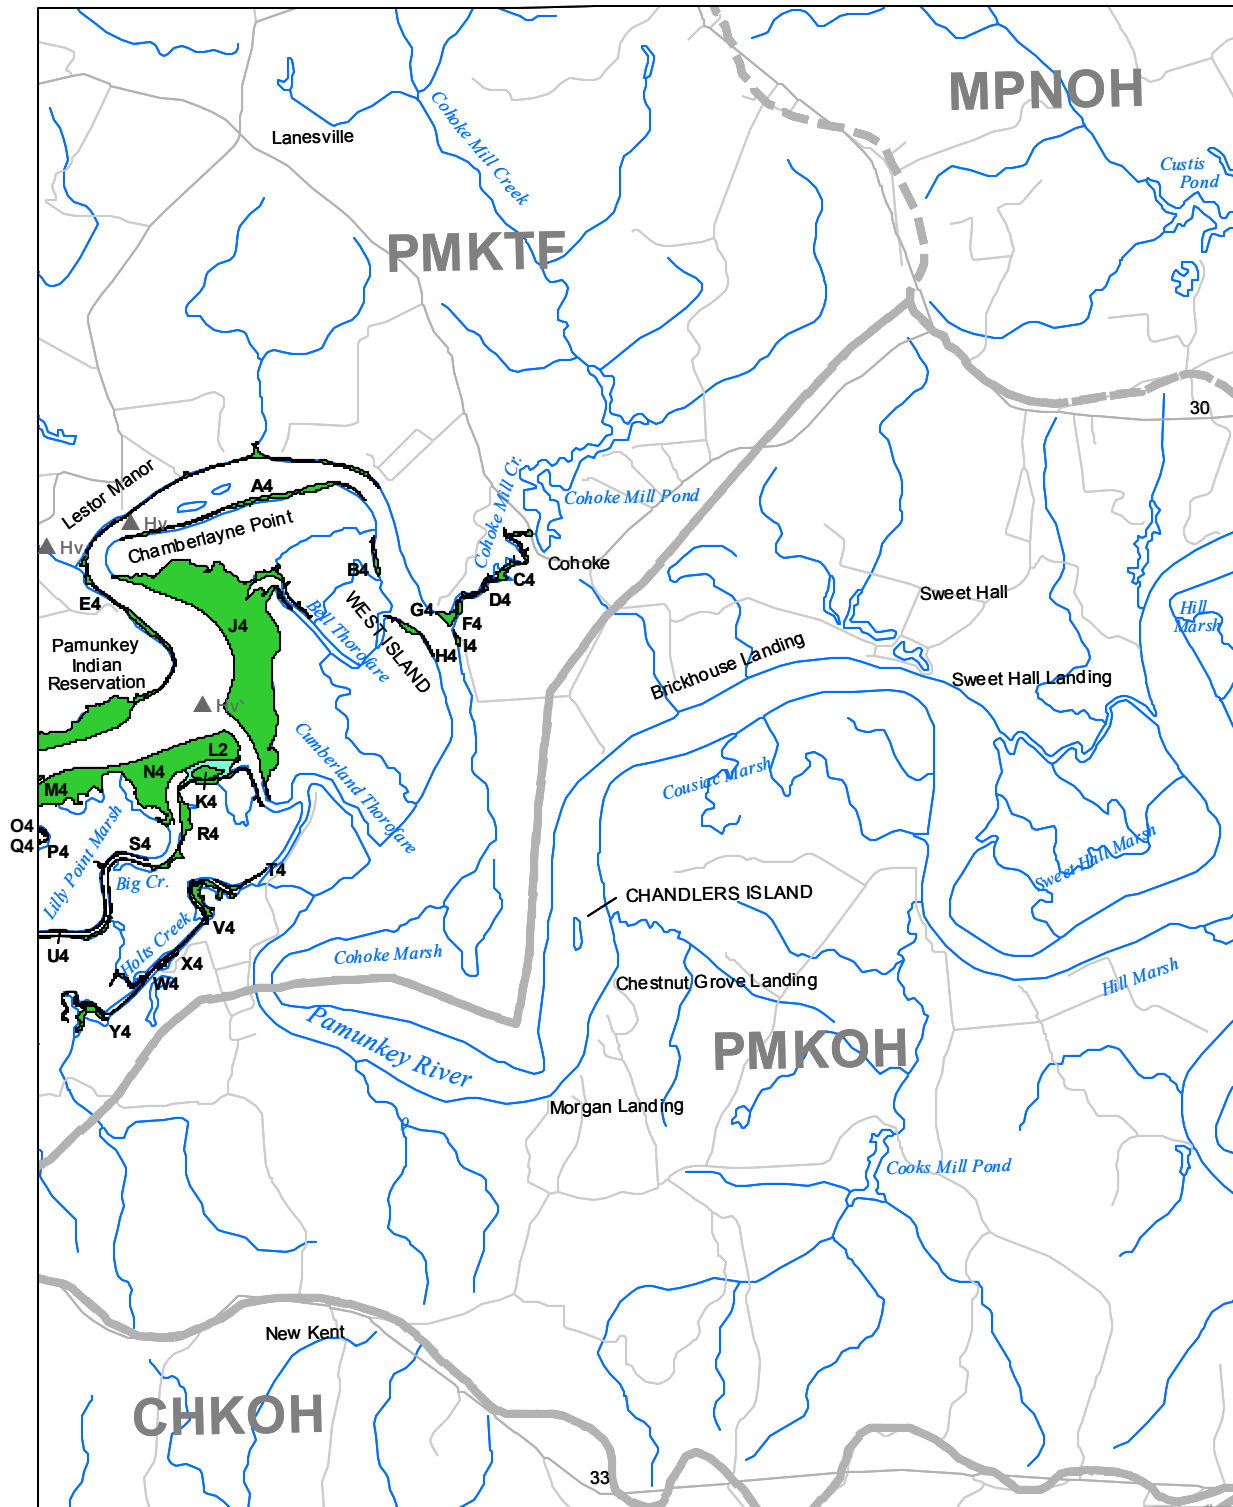 MPNOH
Cohoke Mill Creek
Lanesville
Custis
Pond
PMKTF
30
Lestor Manor
A4
Cohoke Mill Cr.
Cohoke Mill Pond
Hv
Chamberlayne Point
Hv
Cohoke
B4
C4
D4
E4
Sweet Hall
Hill
Marsh
J4
Bell Thorofare
WEST ISLAND
G4
F4
I4
H4
Pamunkey
Indian
Reservation
Brickhouse Landing
Sweet Hall Landing
Hv
L2
Cumberland Thorofare
N4
M4
K4
Cousiac Marsh
O4
Q4
P4
Lilly Point Marsh
R4
S4
Sweet Hall Marsh
T4
Big Cr.
CHANDLERS ISLAND
V4
Holts Creek
U4
X4
W4
Cohoke Marsh
Chestnut Grove Landing
Hill Marsh
Y4
Pamunkey River
PMKOH
Morgan Landing
Cooks Mill Pond
New Kent
CHKOH
33